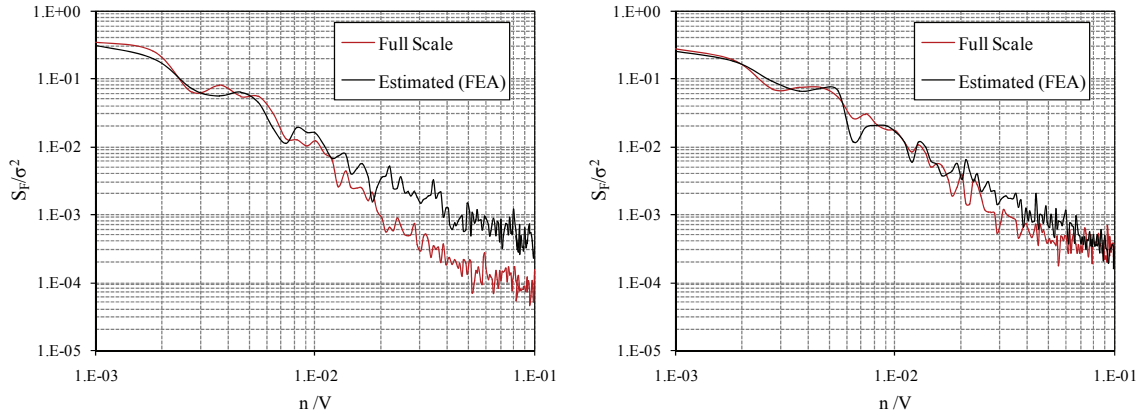 1.E+00
1.E-01
1.E-02
1.E-03
1.E-04
1.E-05
S_F/σ²
Full Scale
Estimated (FEA)
1.E-03
1.E-02
1.E-01
n /V
1.E+00
1.E-01
1.E-02
1.E-03
1.E-04
1.E-05
S_F/σ²
Full Scale
Estimated (FEA)
1.E-03
1.E-02
1.E-01
n /V